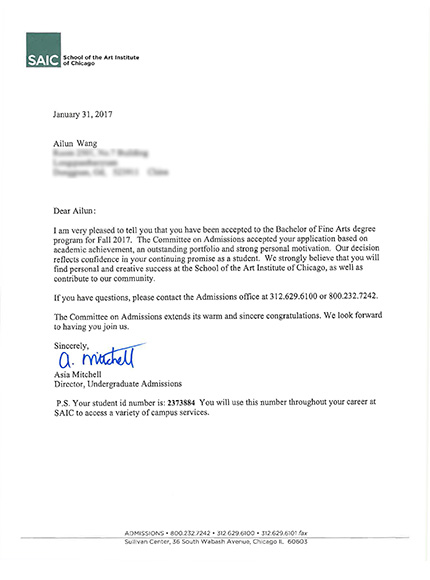 SAIC
School of the Art Institute
of Chicago
January 31, 2017
Ailun Wang
Dear Ailun:
I am very pleased to tell you that you have been accepted to the Bachelor of Fine Arts degree
program for Fall 2017. The Committee on Admissions accepted your application based on
academic achievement, an outstanding portfolio and strong personal motivation. Our decision
reflects confidence in your continuing promise as a student. We strongly believe that you will
find personal and creative success at the School of the Art Institute of Chicago, as well as
contribute to our community.
If you have questions, please contact the Admissions office at 312.629.6100 or 800.232.7242.
The Committee on Admissions extends its warm and sincere congratulations. We look forward
to having you join us.
Sincerely,
A. Mitchell
Asia Mitchell
Director, Undergraduate Admissions
P.S. Your student id number is: 2373884 You will use this number throughout your career at
SAIC to access a variety of campus services.
ADMISSIONS • 800.232.7242 • 312.629.6100 • 312.629.6101 fax
Sullivan Center, 36 South Wabash Avenue, Chicago IL 60603